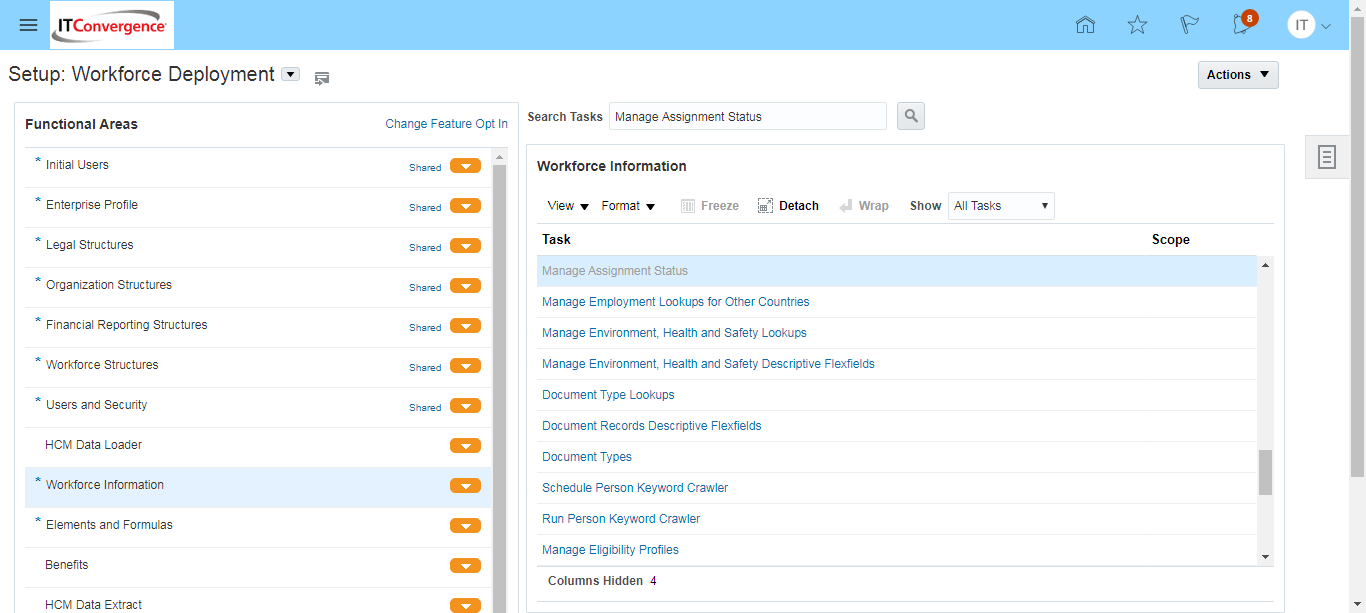 ITConvergence
8
IT
Setup: Workforce Deployment
Actions
Functional Areas
Change Feature Opt In
* Initial Users Shared
* Enterprise Profile Shared
* Legal Structures Shared
* Organization Structures Shared
* Financial Reporting Structures Shared
* Workforce Structures Shared
* Users and Security Shared
HCM Data Loader
* Workforce Information
* Elements and Formulas
Benefits
HCM Data Extract
Search Tasks Manage Assignment Status
Workforce Information
View Format Freeze Detach Wrap Show All Tasks
Task Scope
Manage Assignment Status
Manage Employment Lookups for Other Countries
Manage Environment, Health and Safety Lookups
Manage Environment, Health and Safety Descriptive Flexfields
Document Type Lookups
Document Records Descriptive Flexfields
Document Types
Schedule Person Keyword Crawler
Run Person Keyword Crawler
Manage Eligibility Profiles
Columns Hidden 4